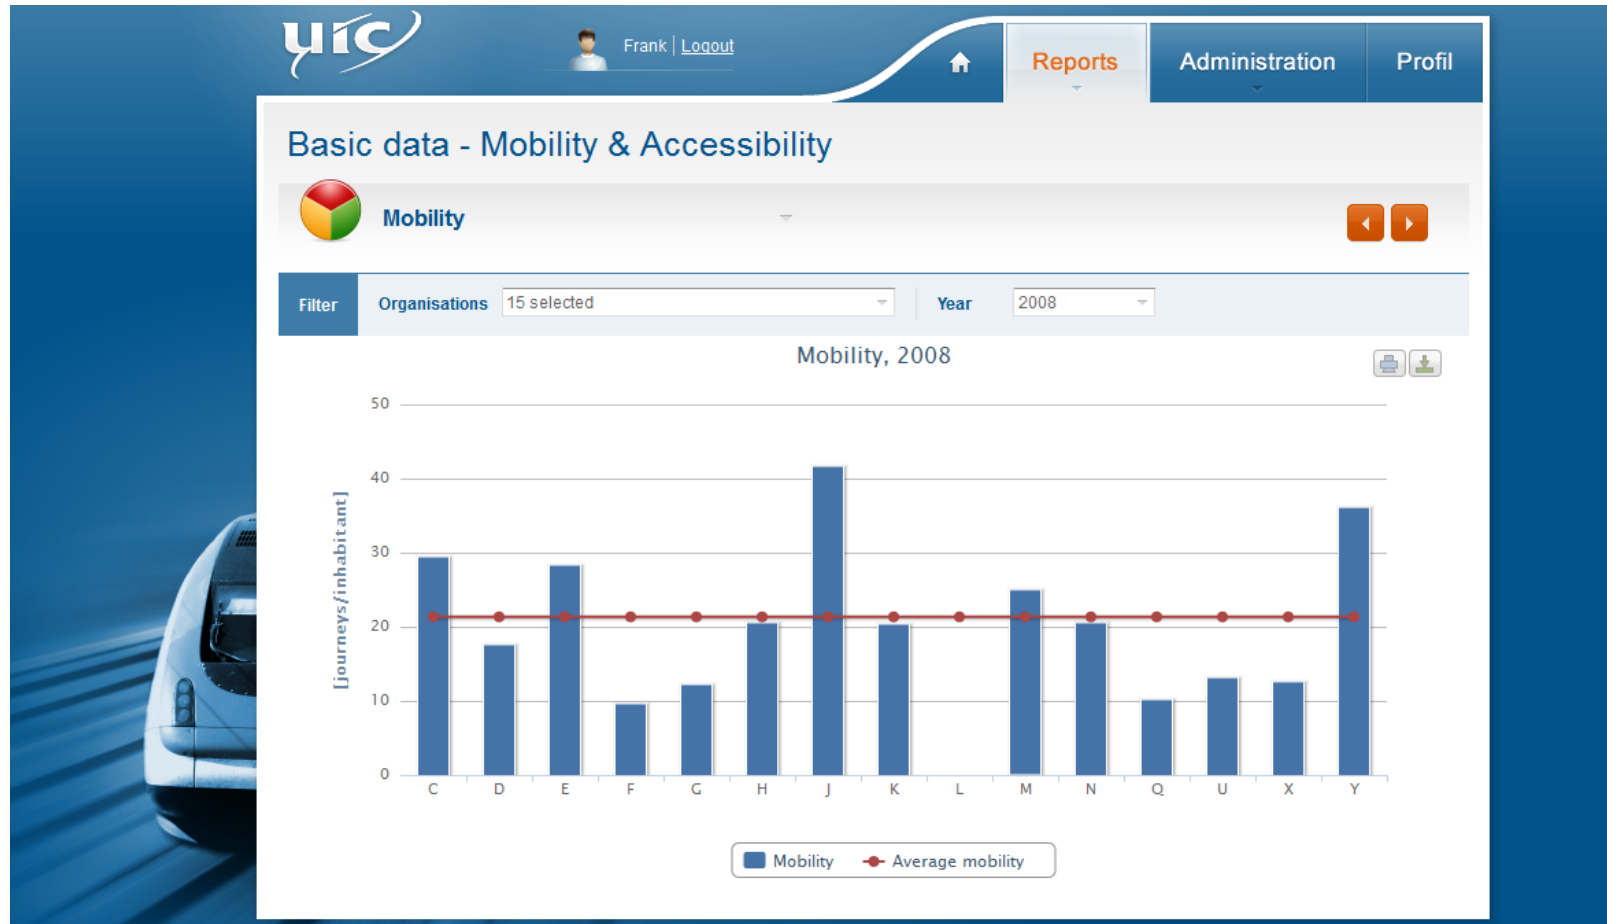 uic
Frank | Logout
Reports
Administration
Profil
Basic data - Mobility & Accessibility
Mobility
Filter
Organisations
15 selected
Year
2008
Mobility, 2008
[journeys/inhabitant]
50
40
30
20
10
0
C D E F G H J K L M N Q U X Y
Mobility
Average mobility